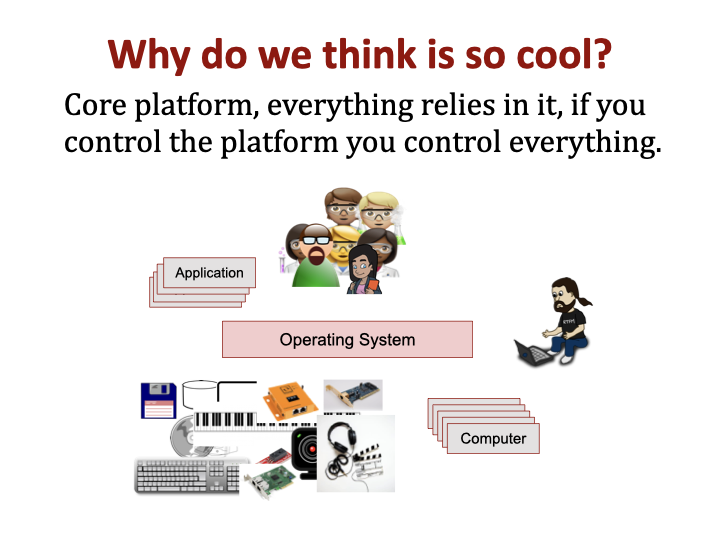 Why do we think is so cool?
Core platform, everything relies in it, if you
control the platform you control everything.
Application
Operating System
Computer